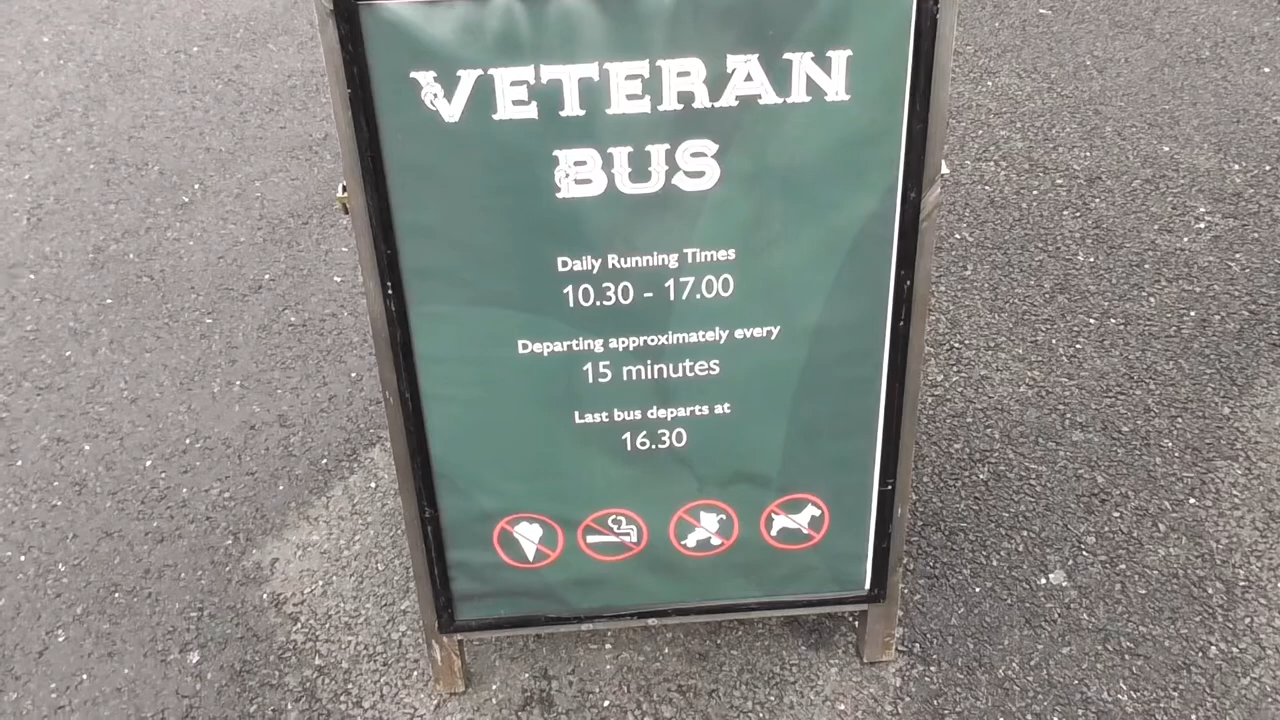 VETERAN
BUS
Daily Running Times
10.30 - 17.00
Departing approximately every
15 minutes
Last bus departs at
16.30